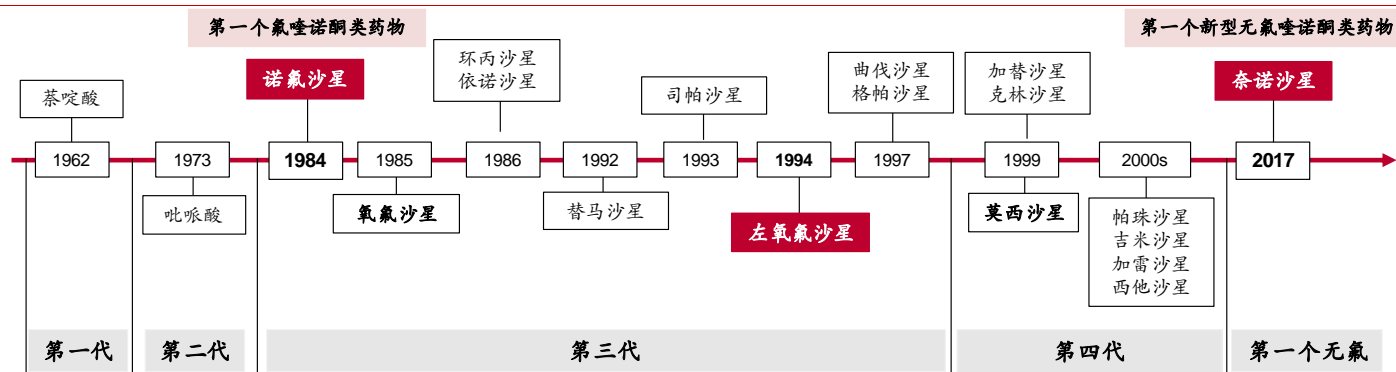 第一个氟喹诺酮类药物
第一个新型无氟喹诺酮类药物
萘啶酸
诺氟沙星
环丙沙星
依诺沙星
司帕沙星
曲伐沙星
格帕沙星
加替沙星
克林沙星
奈诺沙星
1962
1973
1984
1985
1986
1992
1993
1994
1997
1999
2000s
2017
吡哌酸
氧氟沙星
替马沙星
左氧氟沙星
莫西沙星
帕珠沙星
吉米沙星
加雷沙星
西他沙星
第一代
第二代
第三代
第四代
第一个无氟